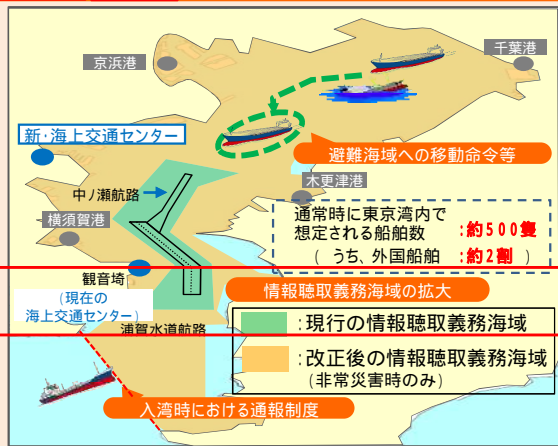 京浜港
千葉港
新・海上交通センター
避難海域への移動命令等
木更津港
中ノ瀬航路
横須賀港
通常時に東京湾内で
想定される船舶数 :約500隻
( うち、外国船舶 :約2割 )
観音埼
(現在の
海上交通センター)
情報聴取義務海域の拡大
浦賀水道航路
:現行の情報聴取義務海域
:改正後の情報聴取義務海域
(非常災害時のみ)
入湾時における通報制度